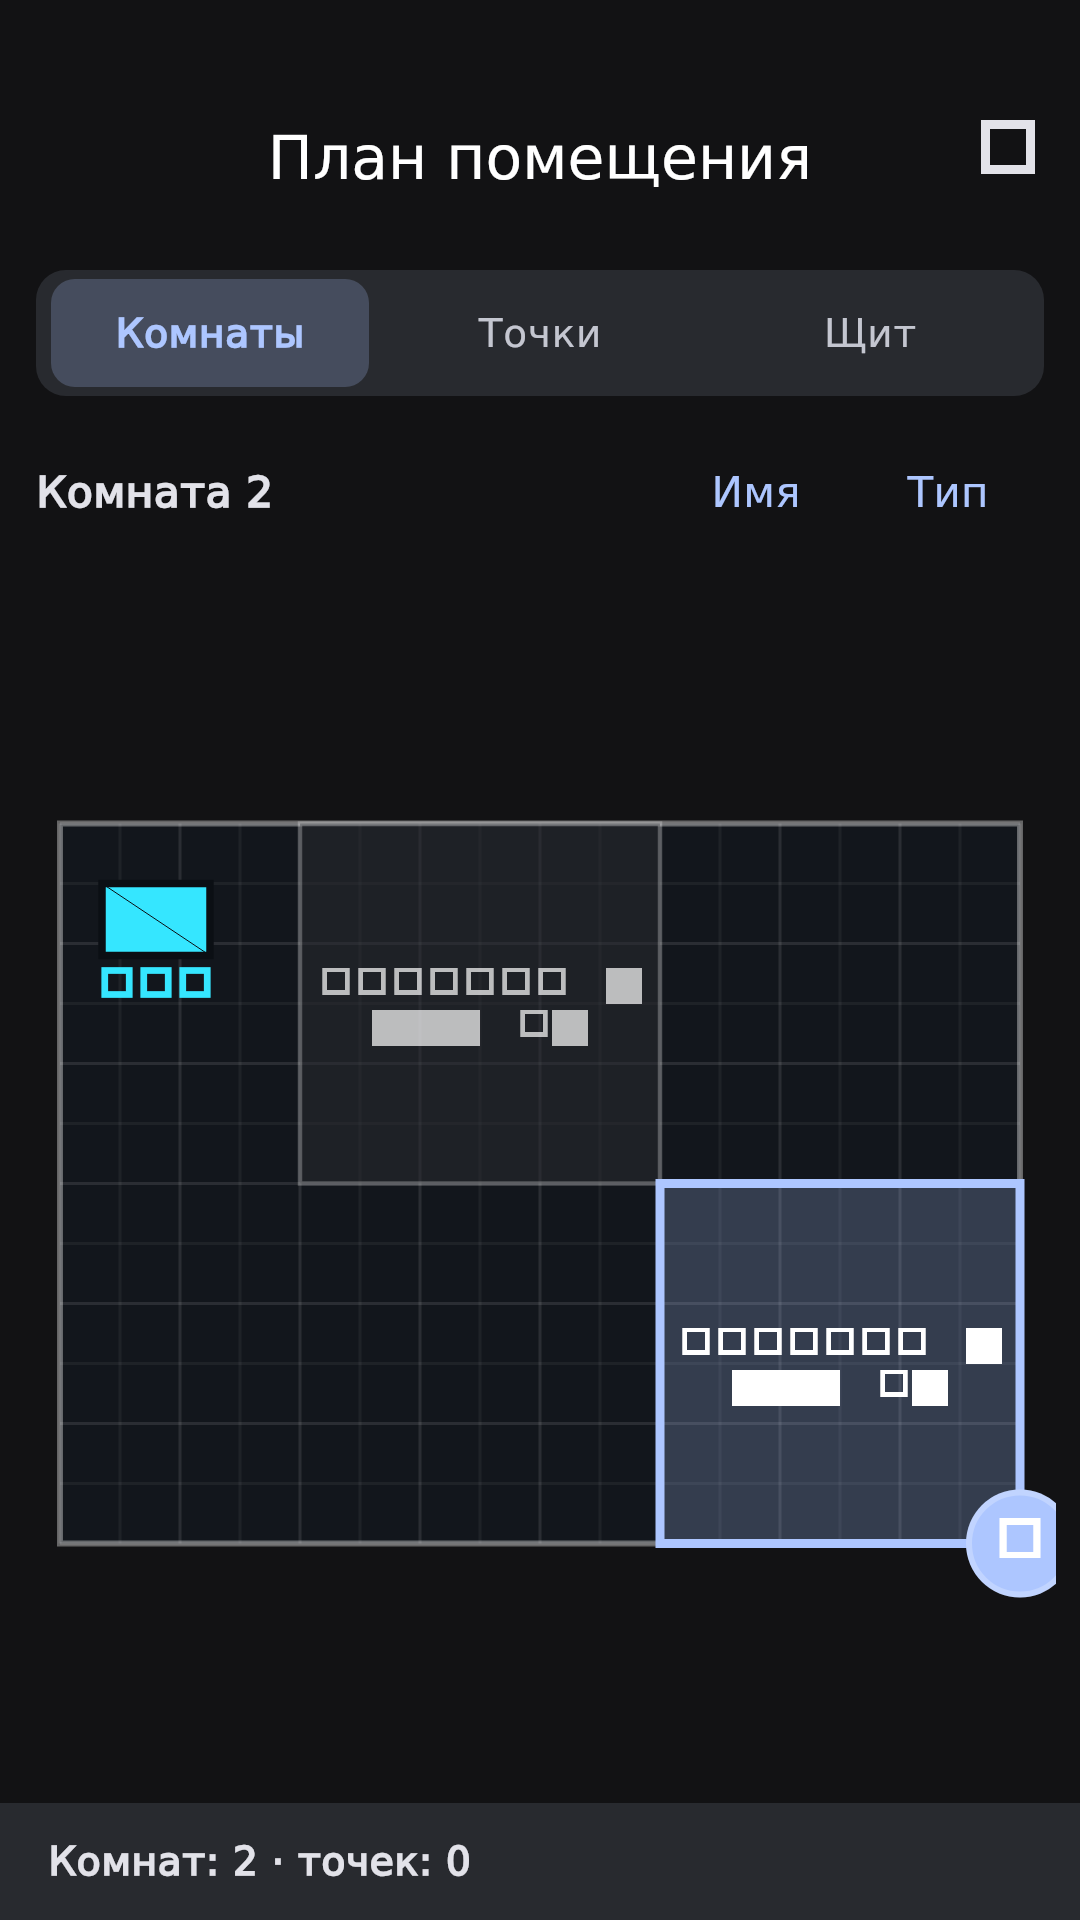 План помещения
Комнаты
Точки
Щит
Комната 2
Имя
Тип
Комнат: 2 · точек: 0